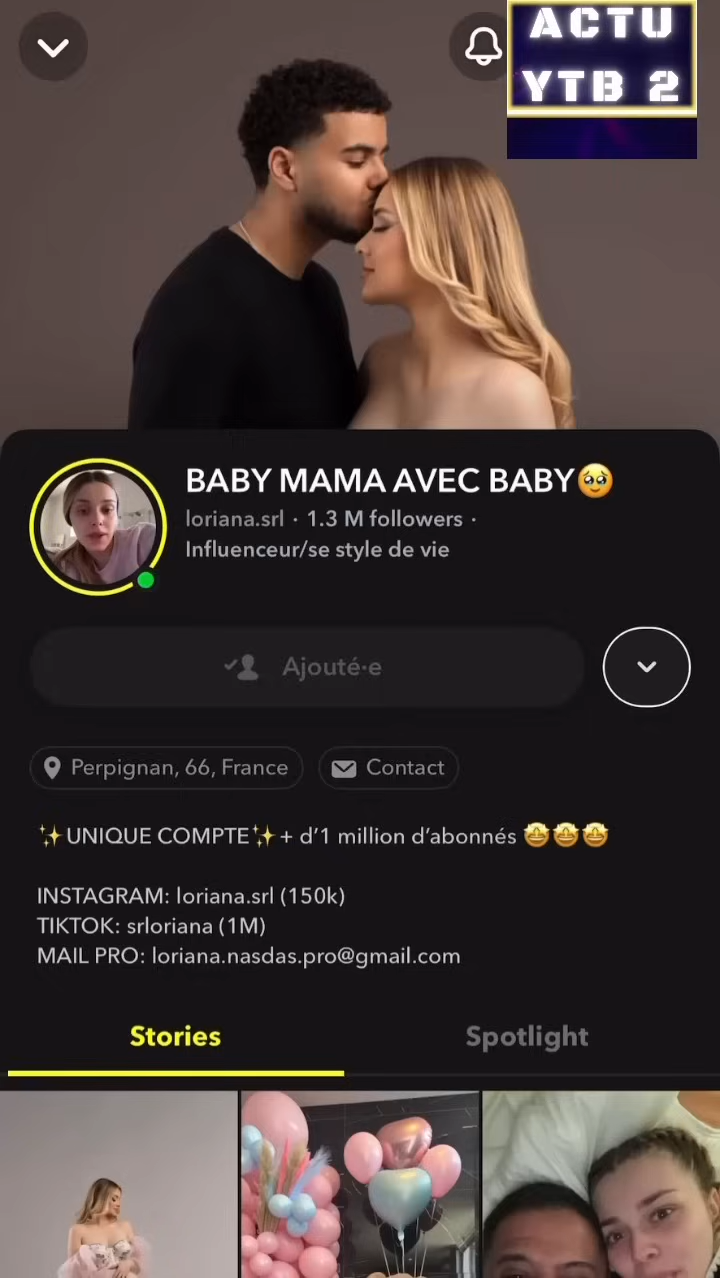 ACTU
YTB 2
BABY MAMA AVEC BABY🥹
loriana.srl · 1.3 M followers ·
Influenceur/se style de vie
Ajouté·e
Perpignan, 66, France
Contact
✨UNIQUE COMPTE✨+ d’1 million d’abonnés 🤩🤩🤩
INSTAGRAM: loriana.srl (150k)
TIKTOK: srloriana (1M)
MAIL PRO: loriana.nasdas.pro@gmail.com
Stories
Spotlight